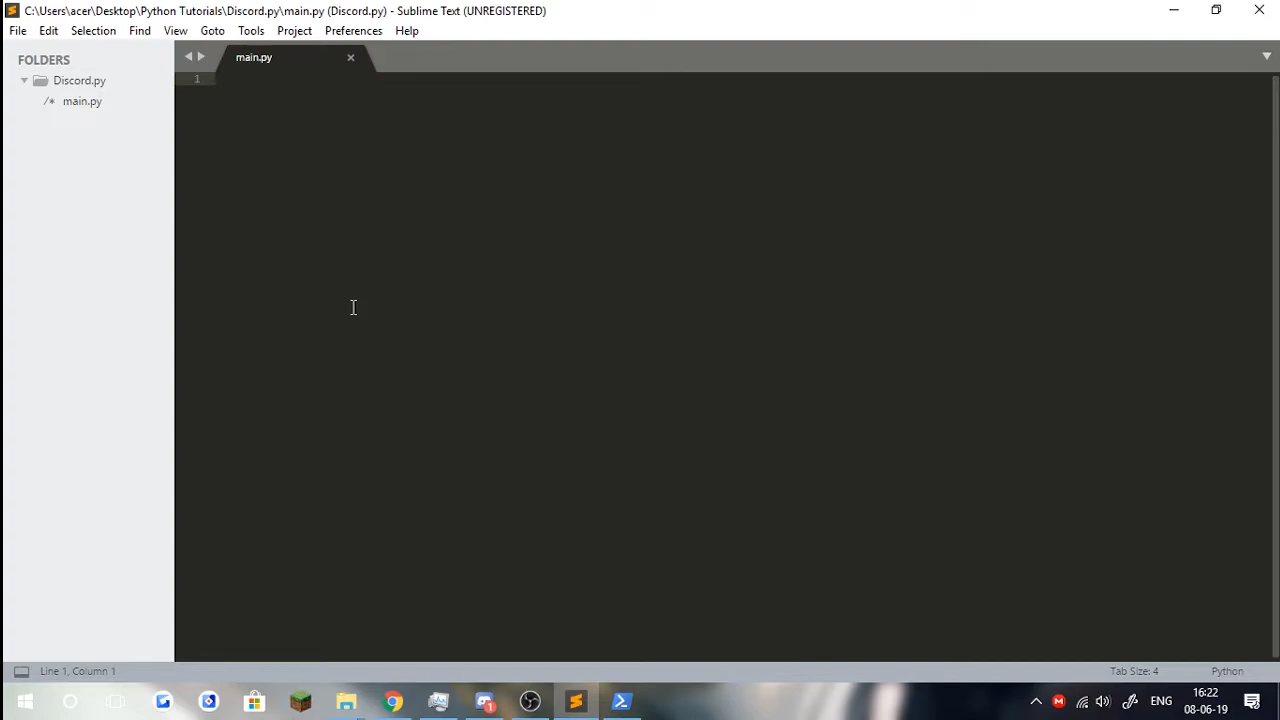 C:\Users\acer\Desktop\Python Tutorials\Discord.py\main.py (Discord.py) - Sublime Text (UNREGISTERED)
File Edit Selection Find View Goto Tools Project Preferences Help
FOLDERS
Discord.py
/* main.py
main.py
1
Line 1, Column 1
Tab Size: 4
Python
1
ENG
16:22
08-06-19